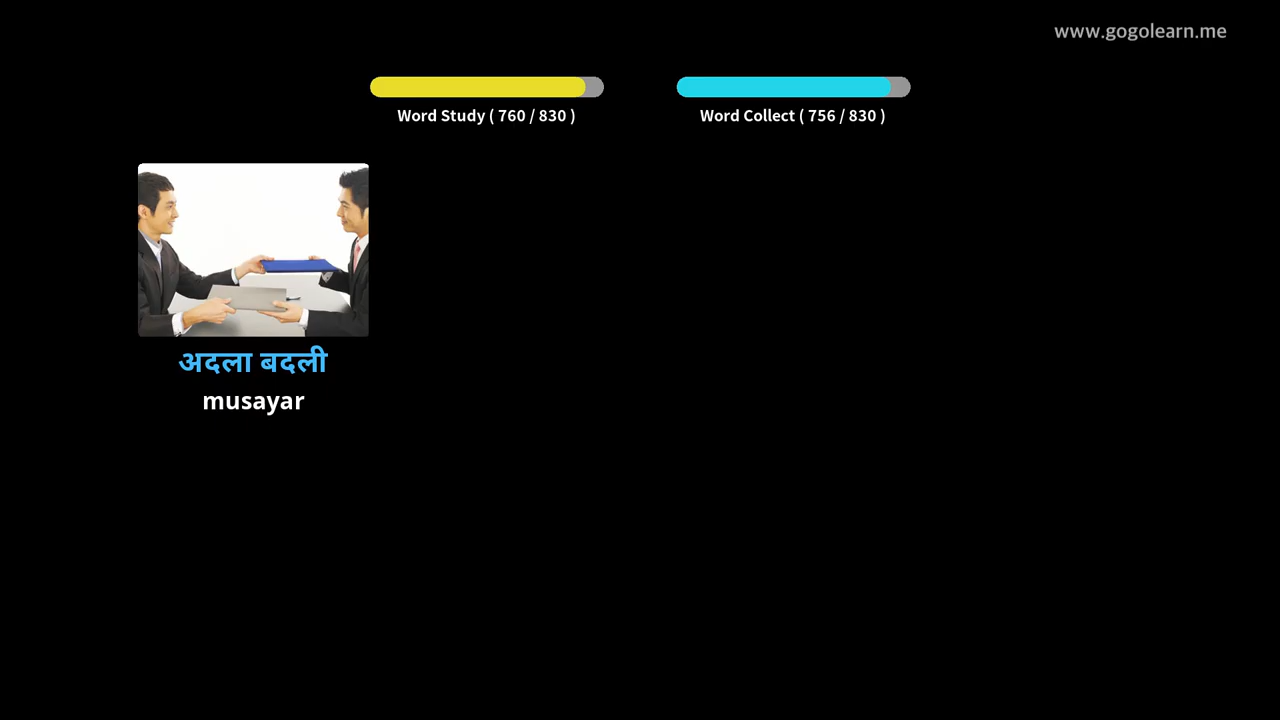 www.gogolearn.me
Word Study ( 760 / 830 )
Word Collect ( 756 / 830 )
अदला बदली
musayar